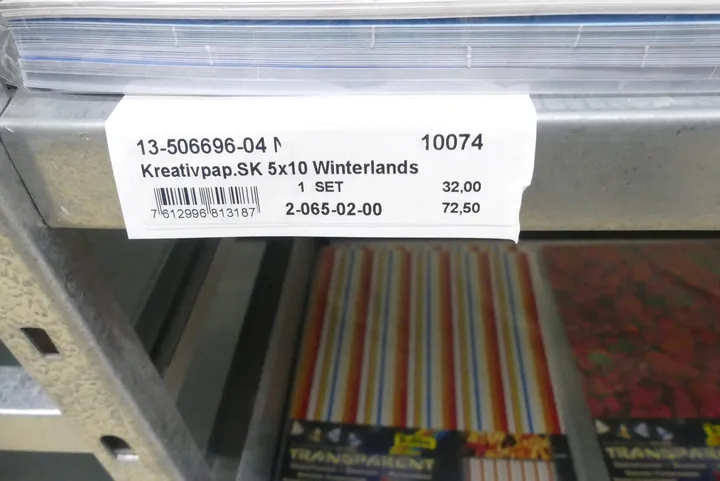 13-506696-04 N 10074
Kreativpap.SK 5x10 Winterlands
1 SET 32,00
7 612996 813187 2-065-02-00 72,50
TRANSPARENT TRANSPARENT